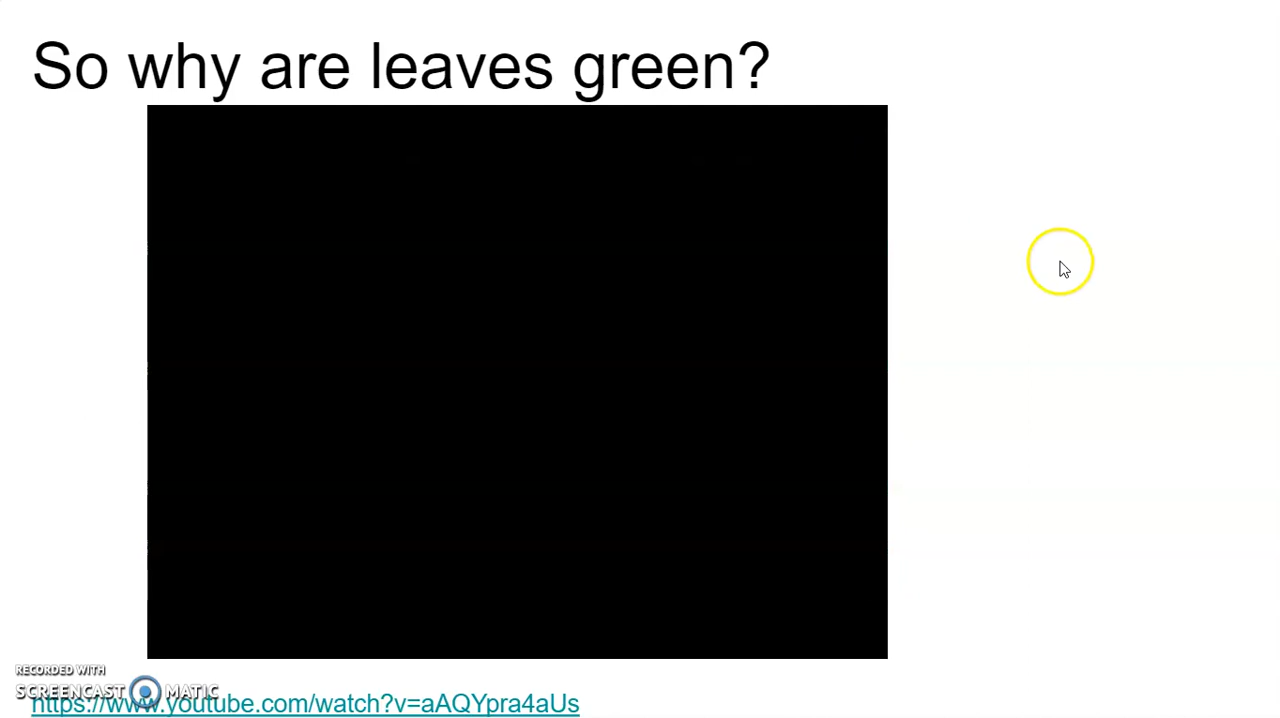 So why are leaves green?
RECORDED WITH
SCREENCAST MATIC
https://www.youtube.com/watch?v=aAQYpra4aUs